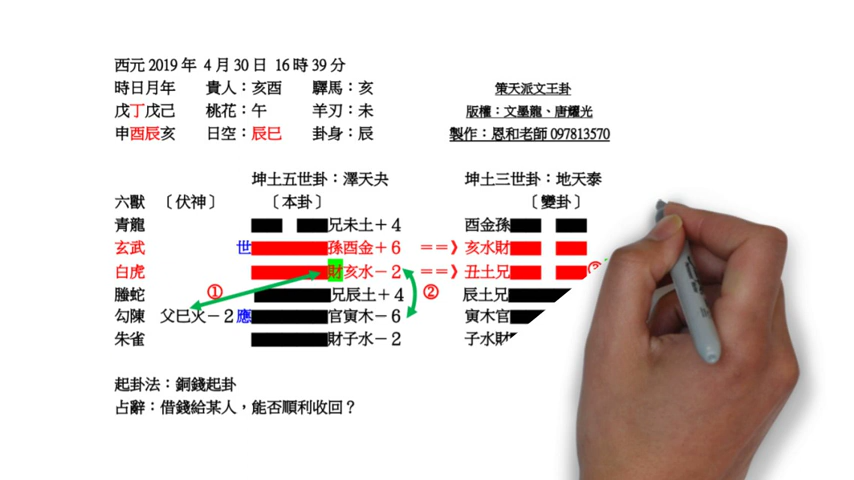 西元 2019 年 4 月 30 日 16 時 39 分
時日月年 貴人：亥酉 驛馬：亥
戊丁戊己 桃花：午 羊刃：未
申酉辰亥 日空：辰巳 卦身：辰
策天派文王卦
版權：文墨龍、唐耀光
製作：恩和老師 097813570
坤土五世卦：澤天夬 坤土三世卦：地天泰
六獸 〔伏神〕 〔本卦〕 〔變卦〕
青龍 兄未土＋4 酉金孫
玄武 世 孫酉金＋6 ＝＝》亥水財
白虎 財亥水－2 ＝＝》丑土兄
① ②
螣蛇 兄辰土＋4 辰土兄
勾陳 父巳火－2 應 官寅木－6 寅木官
朱雀 財子水－2 子水財
起卦法：銅錢起卦
占辭：借錢給某人，能否順利收回？